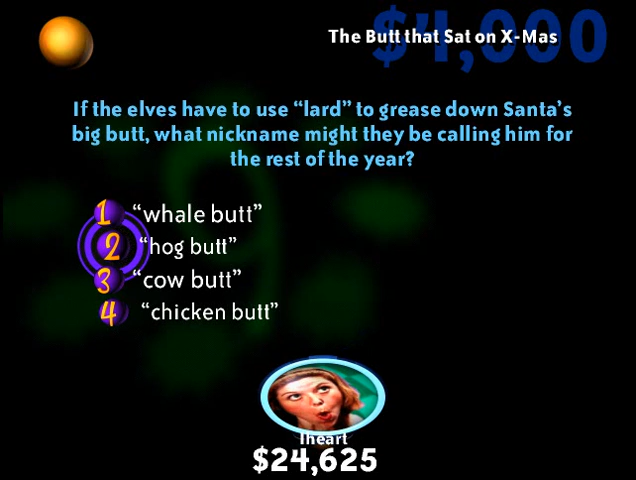 $4,000
The Butt that Sat on X-Mas
If the elves have to use “lard” to grease down Santa’s
big butt, what nickname might they be calling him for
the rest of the year?
1 “whale butt”
2 “hog butt”
3 “cow butt”
4 “chicken butt”
Iheart
$24,625